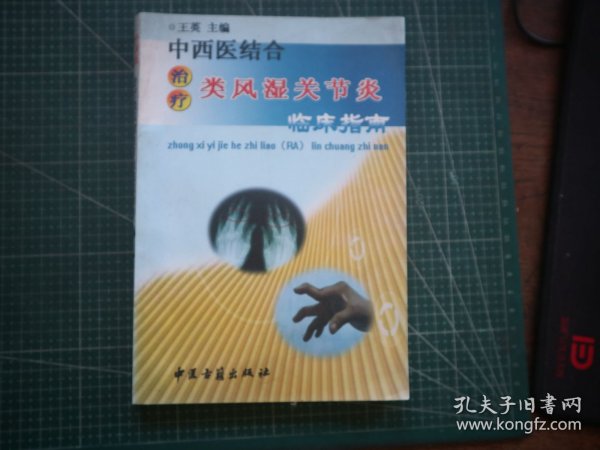 王英 主编
中西医结合
治疗 类风湿关节炎
临床指南
zhong xi yi jie he zhi liao (RA) lin chuang zhi nan
中医古籍出版社
孔夫子旧书网
www.kongfz.com